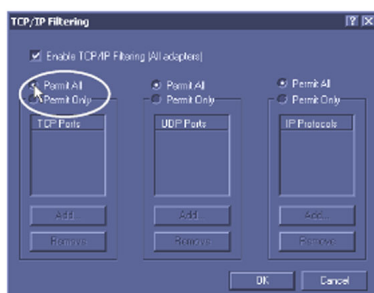 TCP/IP Filtering
Enable TCP/IP Filtering (All adapters)
Permit All Permit All Permit All
Permit Only Permit Only Permit Only
TCP Ports UDP Ports IP Protocols
Add... Add... Add...
Remove Remove Remove
OK Cancel